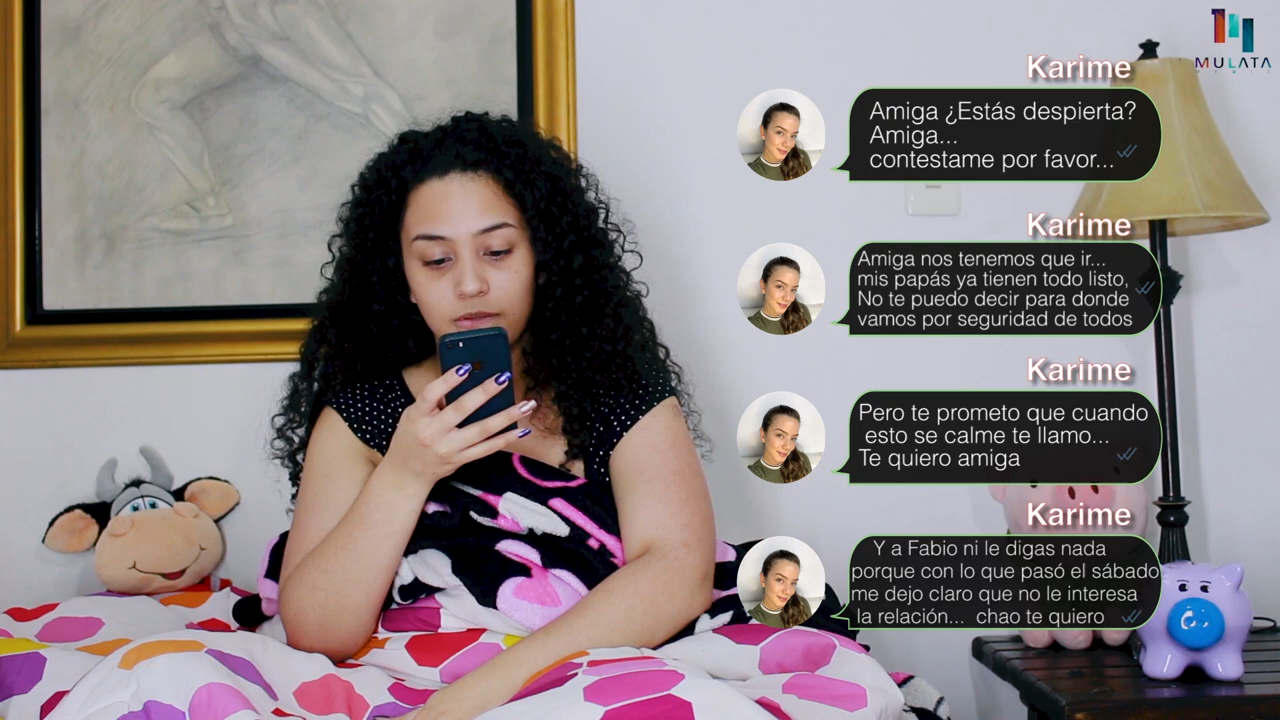 MULATA
MEDIA
Karime
Amiga ¿Estás despierta?
Amiga...
contestame por favor...
Karime
Amiga nos tenemos que ir...
mis papás ya tienen todo listo,
No te puedo decir para donde
vamos por seguridad de todos
Karime
Pero te prometo que cuando
esto se calme te llamo...
Te quiero amiga
Karime
Y a Fabio ni le digas nada
porque con lo que pasó el sábado
me dejo claro que no le interesa
la relación... chao te quiero